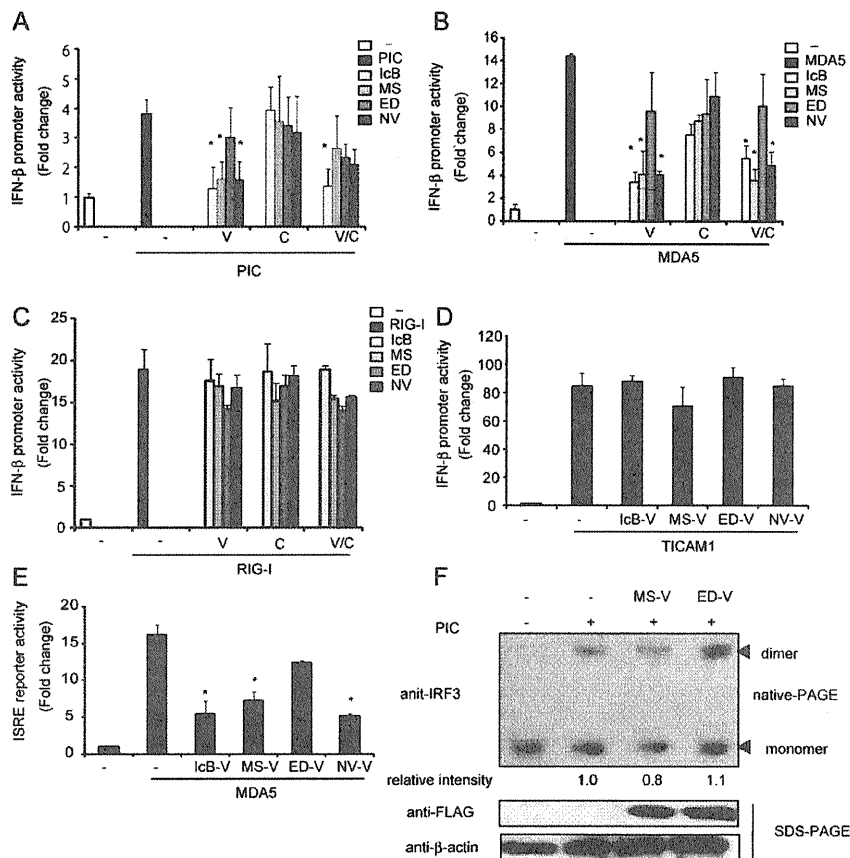 A
IFN-β promoter activity
(Fold change)
6
5
4
3
2
1
0
* * *
*
-
PIC
IcB
MS
ED
NV
- - V C V/C
PIC
B
IFN-β promoter activity
(Fold change)
16
14
12
10
8
6
4
2
0
* * *
* * *
-
MDA5
IcB
MS
ED
NV
- - V C V/C
MDA5
C
IFN-β promoter activity
(Fold change)
25
20
15
10
5
0
-
RIG-I
IcB
MS
ED
NV
- - V C V/C
RIG-I
D
IFN-β promoter activity
(Fold change)
120
100
80
60
40
20
0
- - IcB-V MS-V ED-V NV-V
TICAM1
E
ISRE reporter activity
(Fold change)
20
15
10
5
0
* * *
- - IcB-V MS-V ED-V NV-V
MDA5
F
- - MS-V ED-V
PIC - + + +
anit-IRF3
dimer
native-PAGE
monomer
relative intensity 1.0 0.8 1.1
anti-FLAG
SDS-PAGE
anti-β-actin